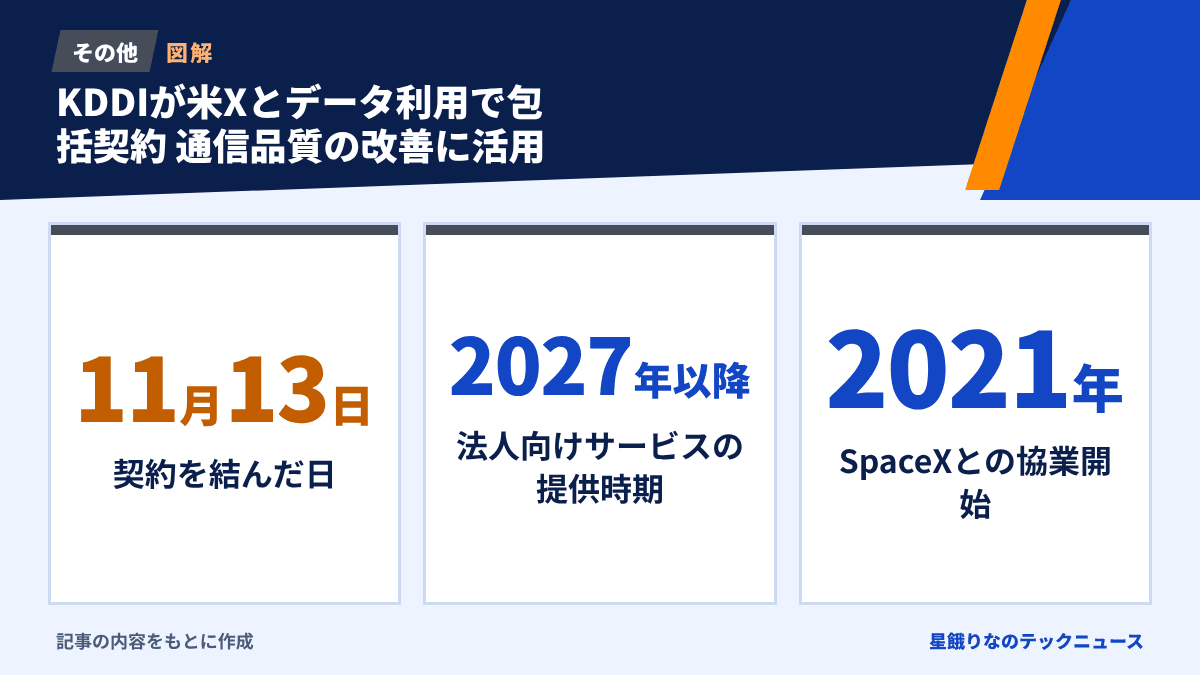 その他 図解
KDDIが米Xとデータ利用で包
括契約 通信品質の改善に活用
11月13日
契約を結んだ日
2027年以降
法人向けサービスの
提供時期
2021年
SpaceXとの協業開
始
記事の内容をもとに作成
星餓りなのテックニュース